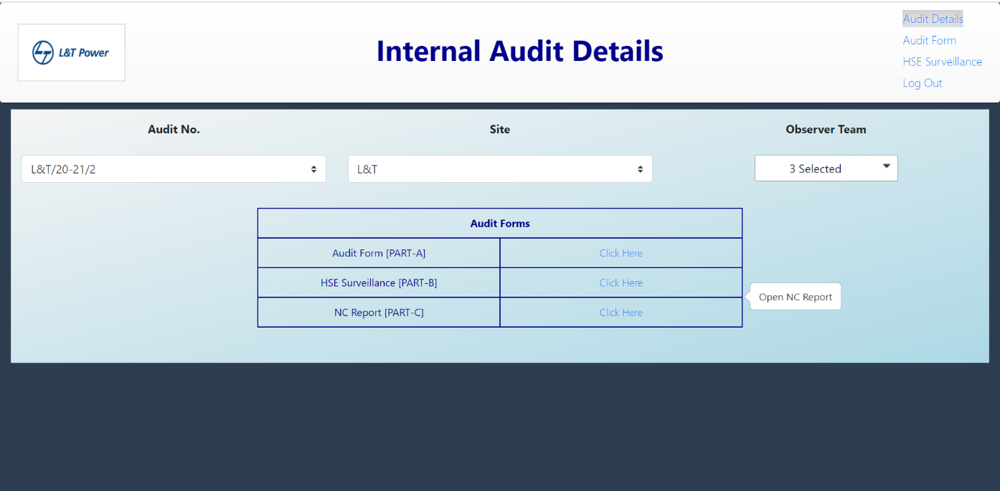 L&T Power
Internal Audit Details
Audit Details
Audit Form
HSE Surveillance
Log Out
Audit No.
Site
Observer Team
L&T/20-21/2
L&T
3 Selected
Audit Forms
Audit Form [PART-A]
Click Here
HSE Surveillance [PART-B]
Click Here
Open NC Report
NC Report [PART-C]
Click Here